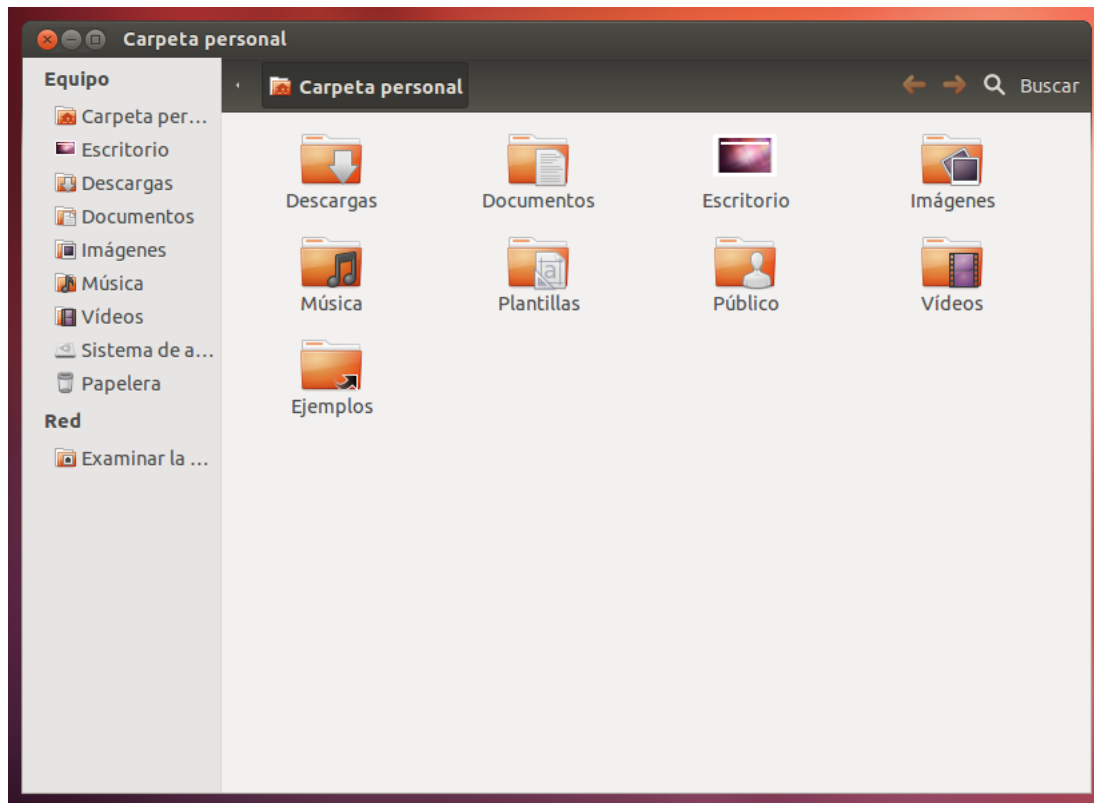 Carpeta personal
Equipo
Carpeta per...
Escritorio
Descargas
Documentos
Imágenes
Música
Vídeos
Sistema de a...
Papelera
Red
Examinar la ...
Carpeta personal
Buscar
Descargas
Documentos
Escritorio
Imágenes
Música
Plantillas
Público
Vídeos
Ejemplos